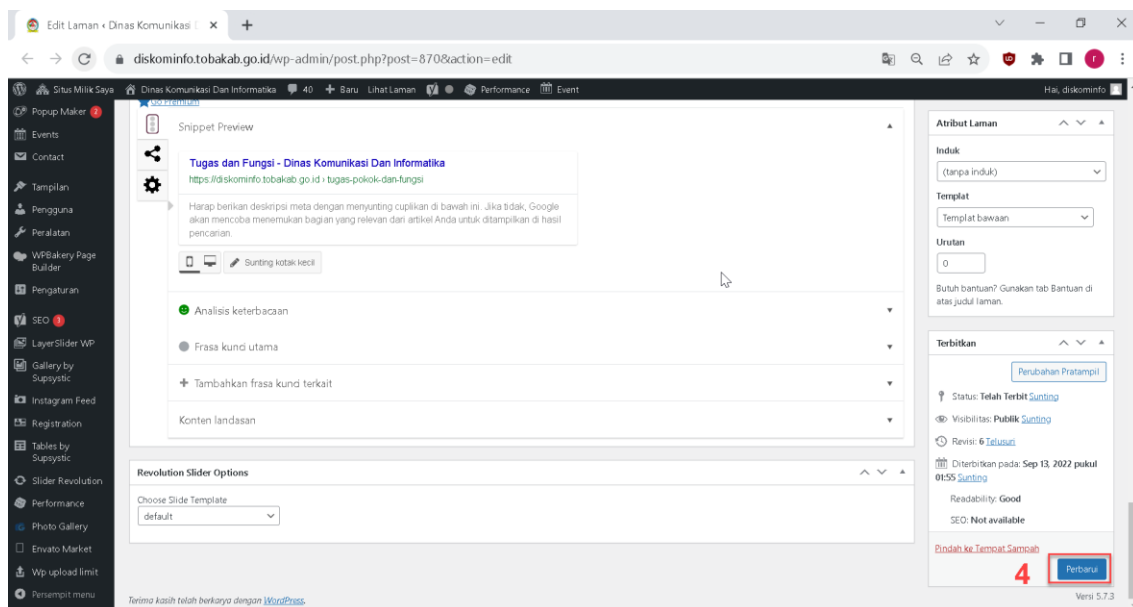 Edit Laman ‹ Dinas Komunikasi D
diskominfo.tobakab.go.id/wp-admin/post.php?post=870&action=edit
r
Situs Milik Saya
Dinas Komunikasi Dan Informatika
40
Baru
Lihat Laman
Performance
Event
Hai, diskominfo
Popup Maker 2
Events
Contact
Tampilan
Pengguna
Peralatan
WPBakery Page
Builder
Pengaturan
SEO 3
LayerSlider WP
Gallery by
Supsystic
Instagram Feed
Registration
Tables by
Supsystic
Slider Revolution
Performance
Photo Gallery
Envato Market
Wp upload limit
Persempit menu
Go Premium
Snippet Preview
Tugas dan Fungsi - Dinas Komunikasi Dan Informatika
https://diskominfo.tobakab.go.id › tugas-pokok-dan-fungsi
Harap berikan deskripsi meta dengan menyunting cuplikan di bawah ini. Jika tidak, Google
akan mencoba menemukan bagian yang relevan dari artikel Anda untuk ditampilkan di hasil
pencarian.
Sunting kotak kecil
Analisis keterbacaan
Frasa kunci utama
Tambahkan frasa kunci terkait
Konten landasan
Revolution Slider Options
Choose Slide Template
default
Terima kasih telah berkarya dengan WordPress.
Atribut Laman
Induk
(tanpa induk)
Templat
Templat bawaan
Urutan
0
Butuh bantuan? Gunakan tab Bantuan di
atas judul laman.
Terbitkan
Perubahan Pratampil
Status: Telah Terbit Sunting
Visibilitas: Publik Sunting
Revisi: 6 Telusuri
Diterbitkan pada: Sep 13, 2022 pukul
01:55 Sunting
Readability: Good
SEO: Not available
Pindah ke Tempat Sampah
4
Perbarui
Versi 5.7.3